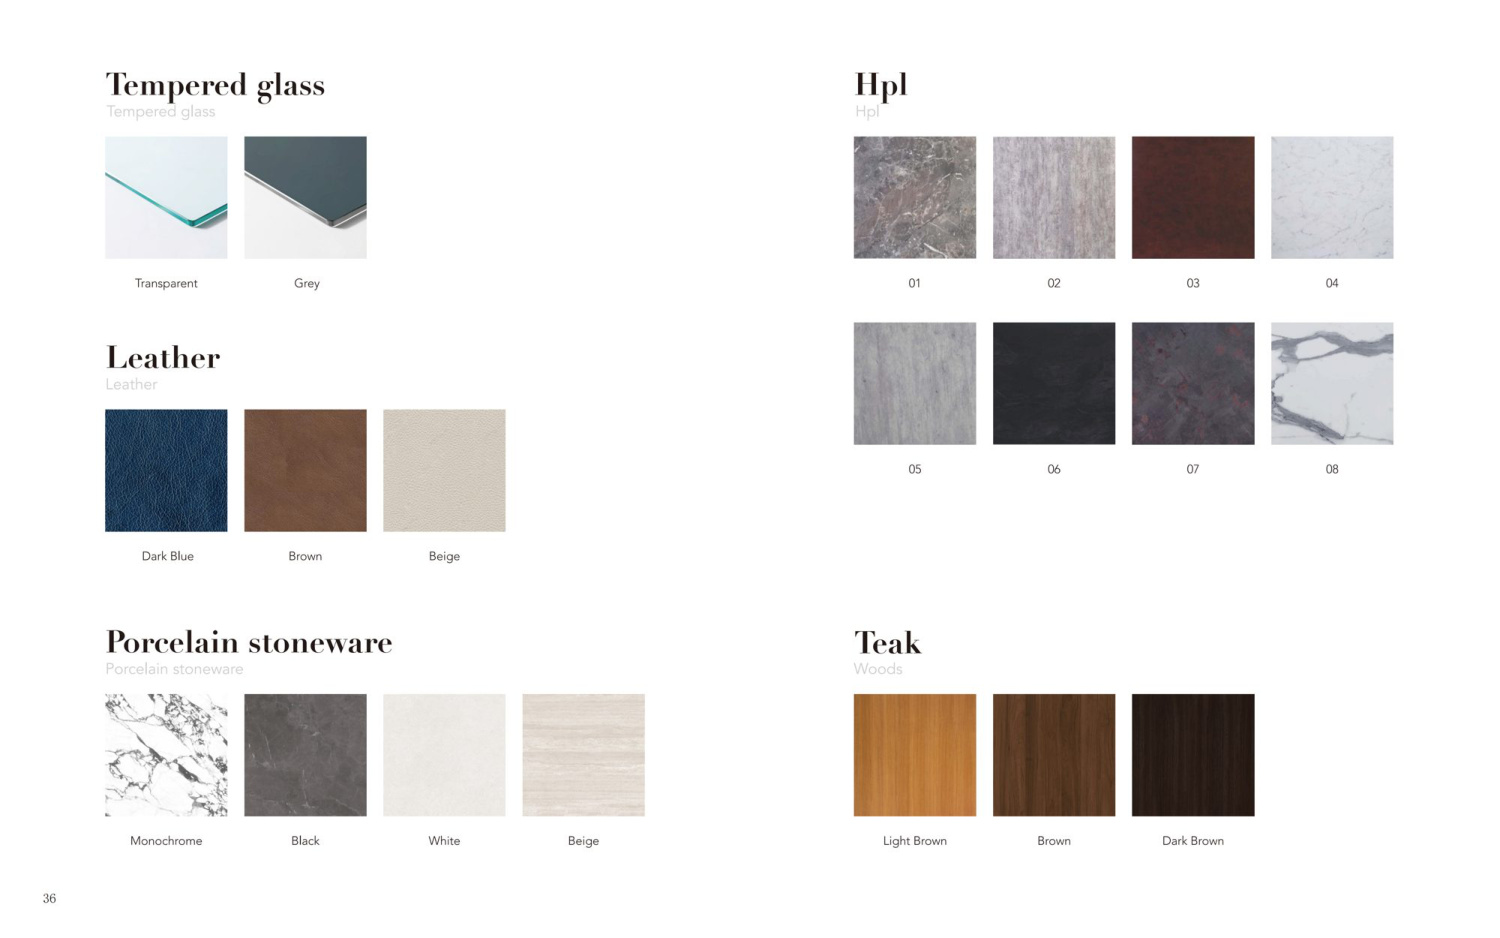 Tempered glass
Tempered glass
Transparent
Grey
Leather
Leather
Dark Blue
Brown
Beige
Porcelain stoneware
Porcelain stoneware
Monochrome
Black
White
Beige
36
Hpl
Hpl
01
02
03
04
05
06
07
08
Teak
Woods
Light Brown
Brown
Dark Brown